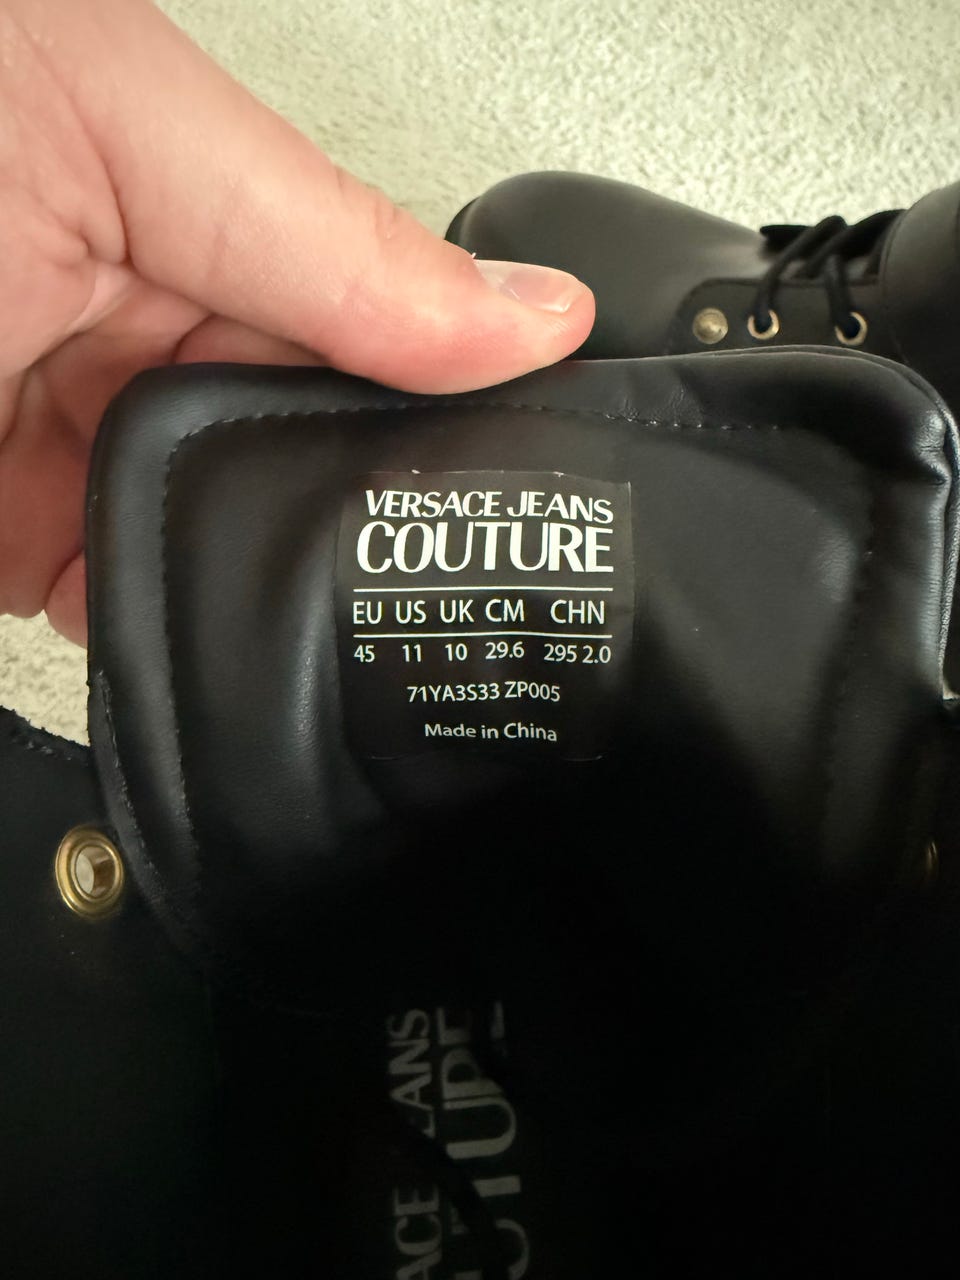 VERSACE JEANS
COUTURE
EU US UK CM CHN
45 11 10 29.6 295 2.0
71YA3S33 ZP005
Made in China